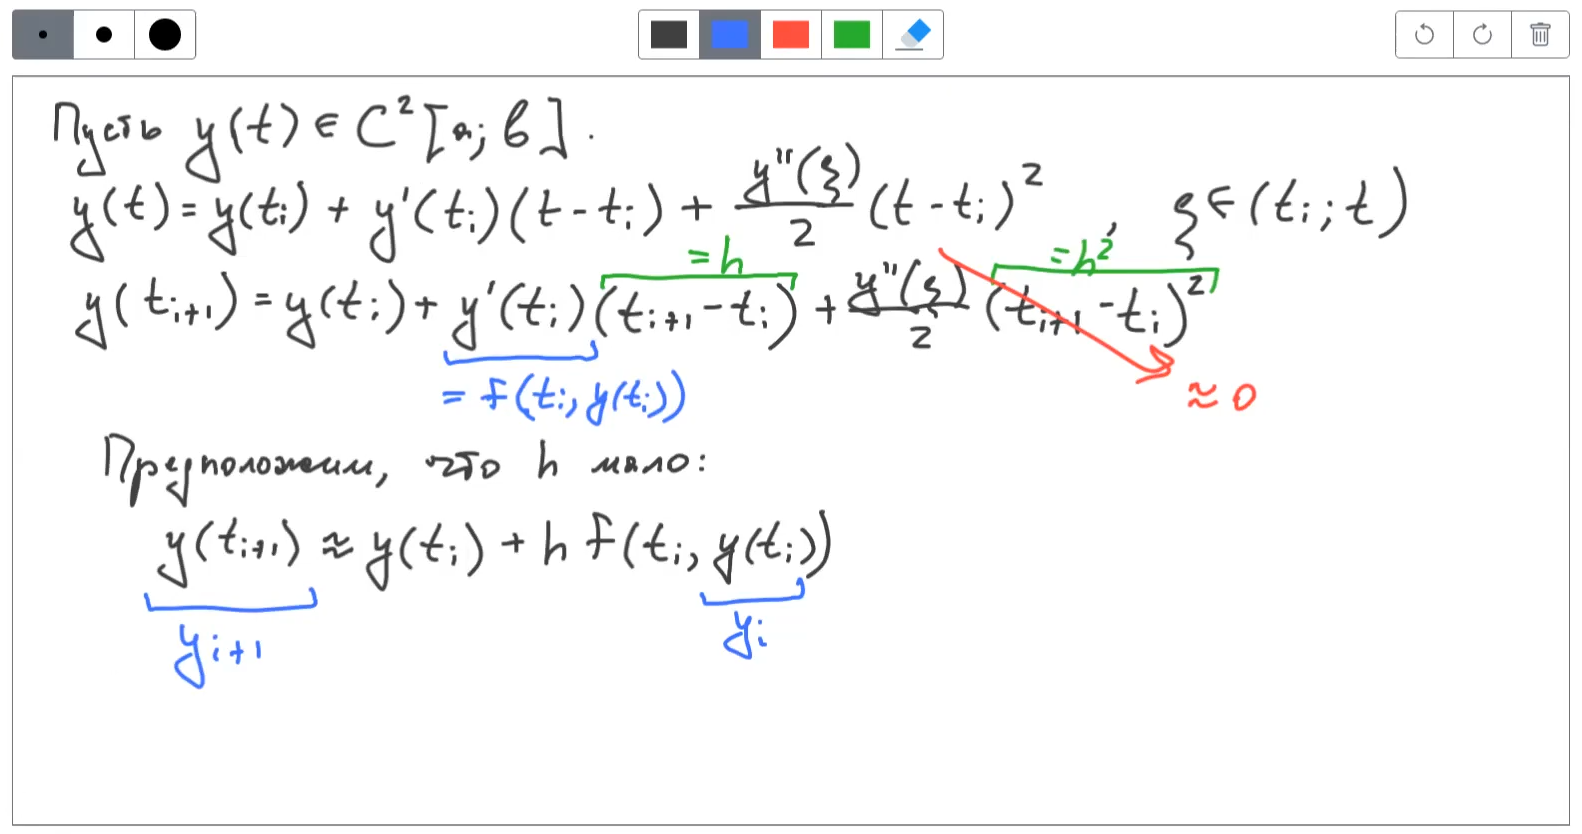 Пусть y(t) ∈ C²[a; b].
y(t) = y(tᵢ) + y'(tᵢ)(t - tᵢ) + y''(ξ)/2 (t - tᵢ)², ξ ∈ (tᵢ; t)
= h = h²
y(tᵢ₊₁) = y(tᵢ) + y'(tᵢ)(tᵢ₊₁ - tᵢ) + y''(ξ)/2 (tᵢ₊₁ - tᵢ)²
= f(tᵢ, y(tᵢ)) ≈ 0
Предположим, что h мало:
y(tᵢ₊₁) ≈ y(tᵢ) + h f(tᵢ, y(tᵢ))
yᵢ₊₁ yᵢ